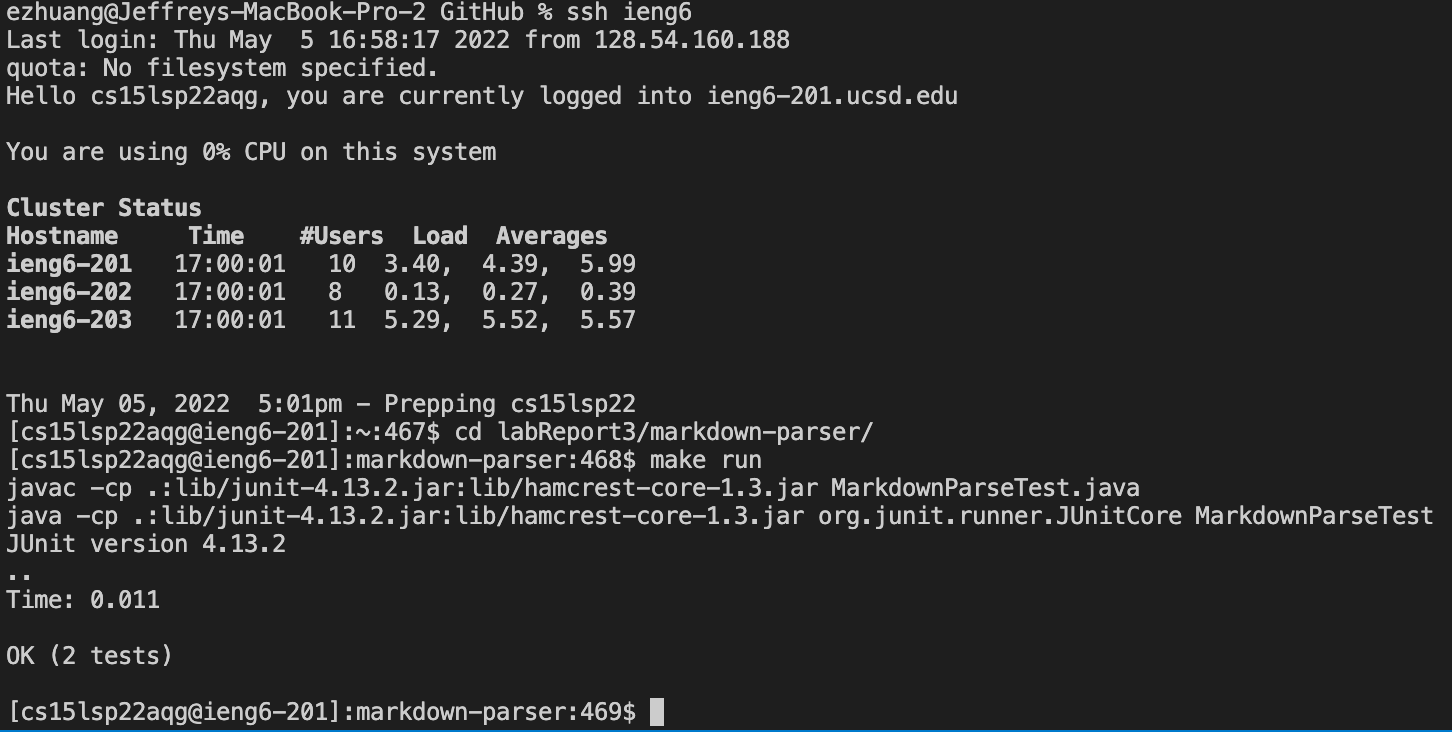 ezhuang@Jeffreys-MacBook-Pro-2 GitHub % ssh ieng6
Last login: Thu May  5 16:58:17 2022 from 128.54.160.188
quota: No filesystem specified.
Hello cs15lsp22aqg, you are currently logged into ieng6-201.ucsd.edu

You are using 0% CPU on this system

Cluster Status
Hostname     Time    #Users  Load  Averages
ieng6-201   17:00:01   10  3.40,  4.39,  5.99
ieng6-202   17:00:01   8   0.13,  0.27,  0.39
ieng6-203   17:00:01   11  5.29,  5.52,  5.57


Thu May 05, 2022  5:01pm - Prepping cs15lsp22
[cs15lsp22aqg@ieng6-201]:~:467$ cd labReport3/markdown-parser/
[cs15lsp22aqg@ieng6-201]:markdown-parser:468$ make run
javac -cp .:lib/junit-4.13.2.jar:lib/hamcrest-core-1.3.jar MarkdownParseTest.java
java -cp .:lib/junit-4.13.2.jar:lib/hamcrest-core-1.3.jar org.junit.runner.JUnitCore MarkdownParseTest
JUnit version 4.13.2
..
Time: 0.011

OK (2 tests)

[cs15lsp22aqg@ieng6-201]:markdown-parser:469$